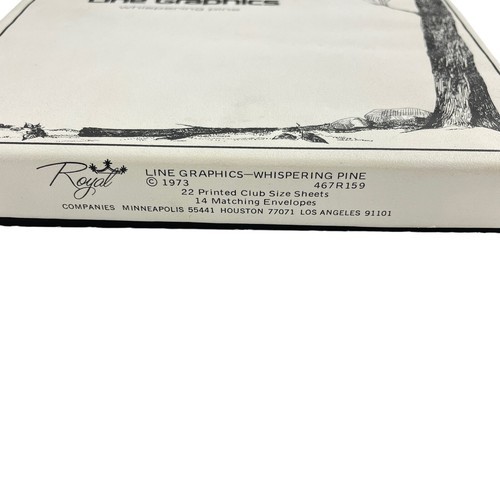 Line Graphics
whispering pine
Royal
LINE GRAPHICS—WHISPERING PINE
© 1973 467R159
22 Printed Club Size Sheets
14 Matching Envelopes
COMPANIES MINNEAPOLIS 55441 HOUSTON 77071 LOS ANGELES 91101